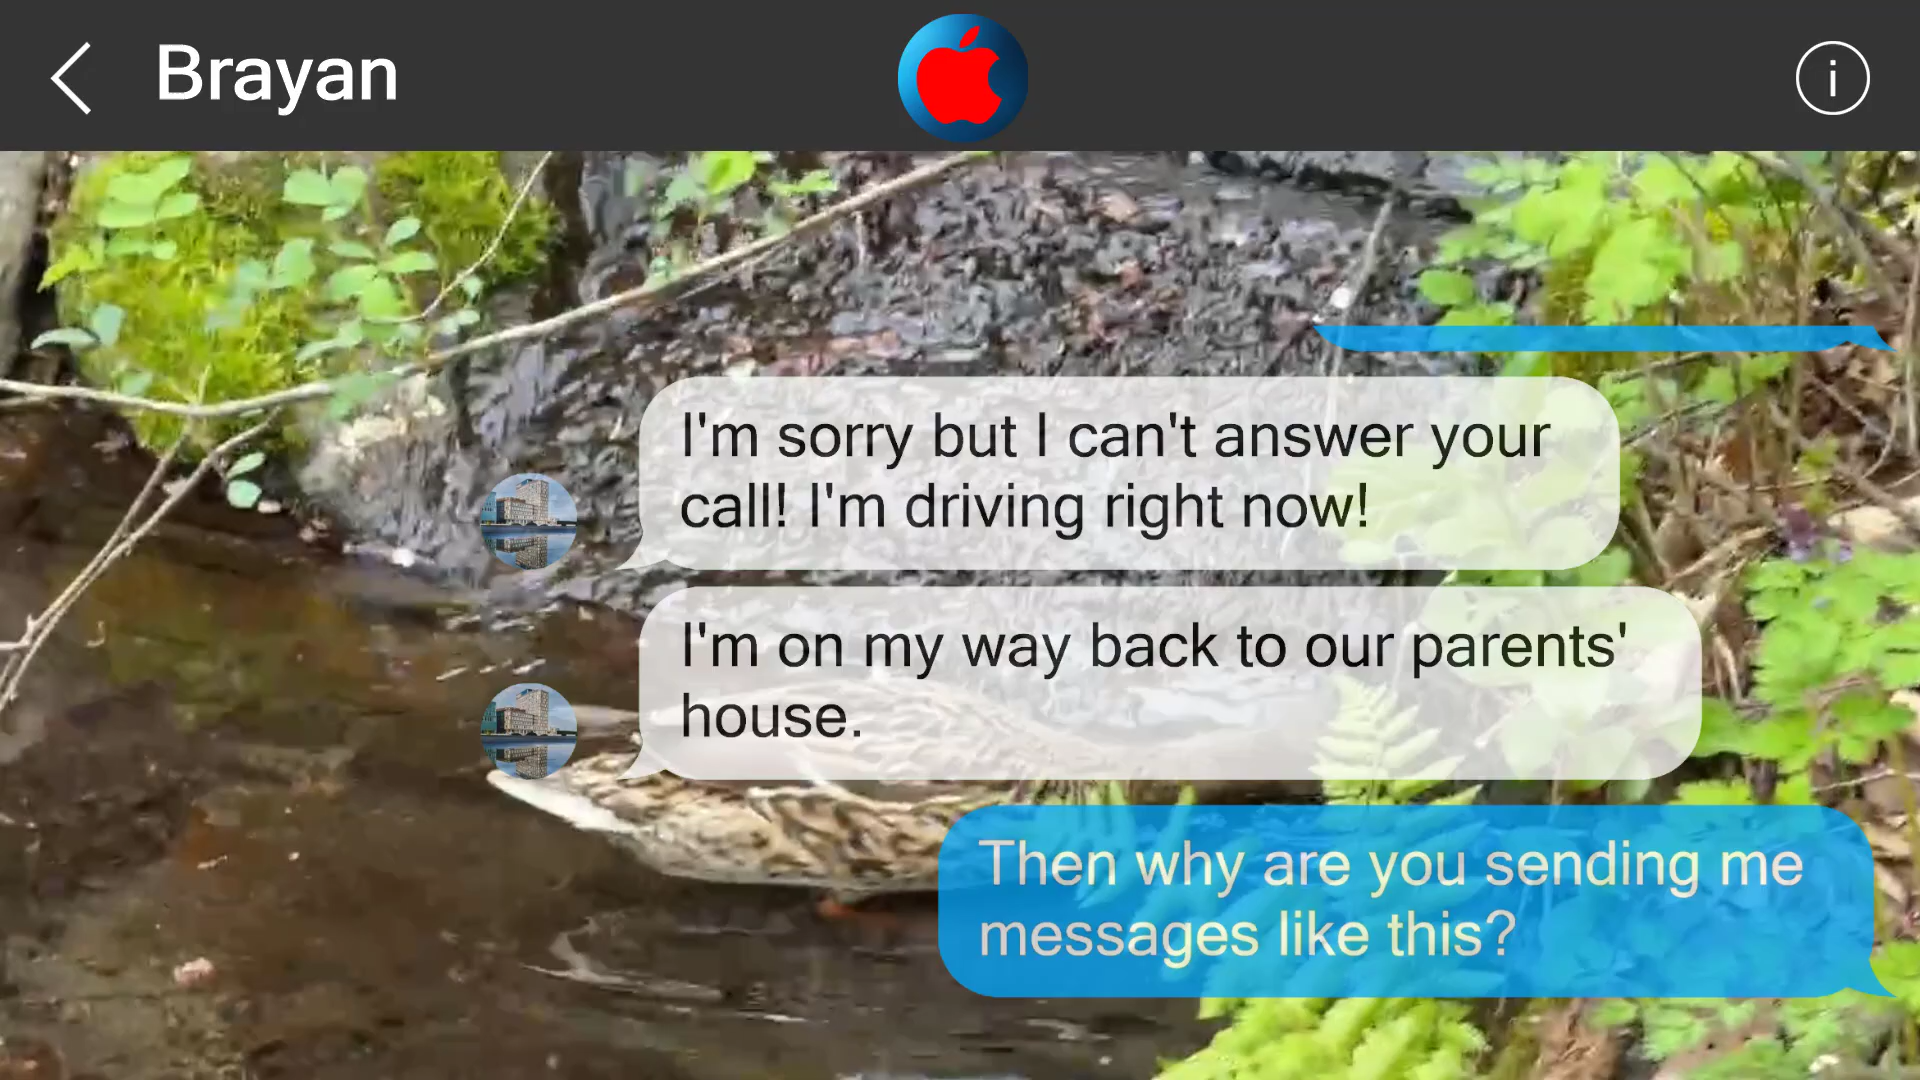 Brayan
i
I'm sorry but I can't answer your
call! I'm driving right now!
I'm on my way back to our parents'
house.
Then why are you sending me
messages like this?